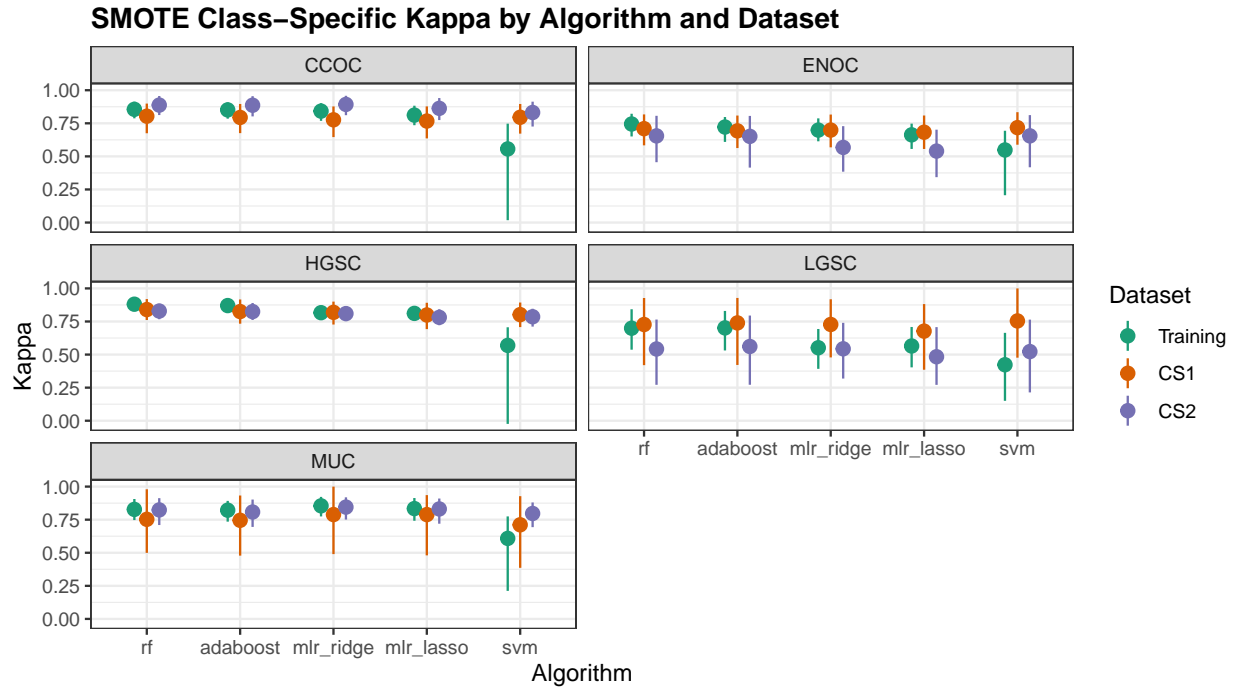 SMOTE Class−Specific Kappa by Algorithm and Dataset
CCOC
ENOC
1.00
0.75
0.50
0.25
0.00
HGSC
LGSC
1.00
0.75
0.50
0.25
0.00
Kappa
rf adaboost mlr_ridge mlr_lasso svm
MUC
1.00
0.75
0.50
0.25
0.00
rf adaboost mlr_ridge mlr_lasso svm
Algorithm
Dataset
Training
CS1
CS2